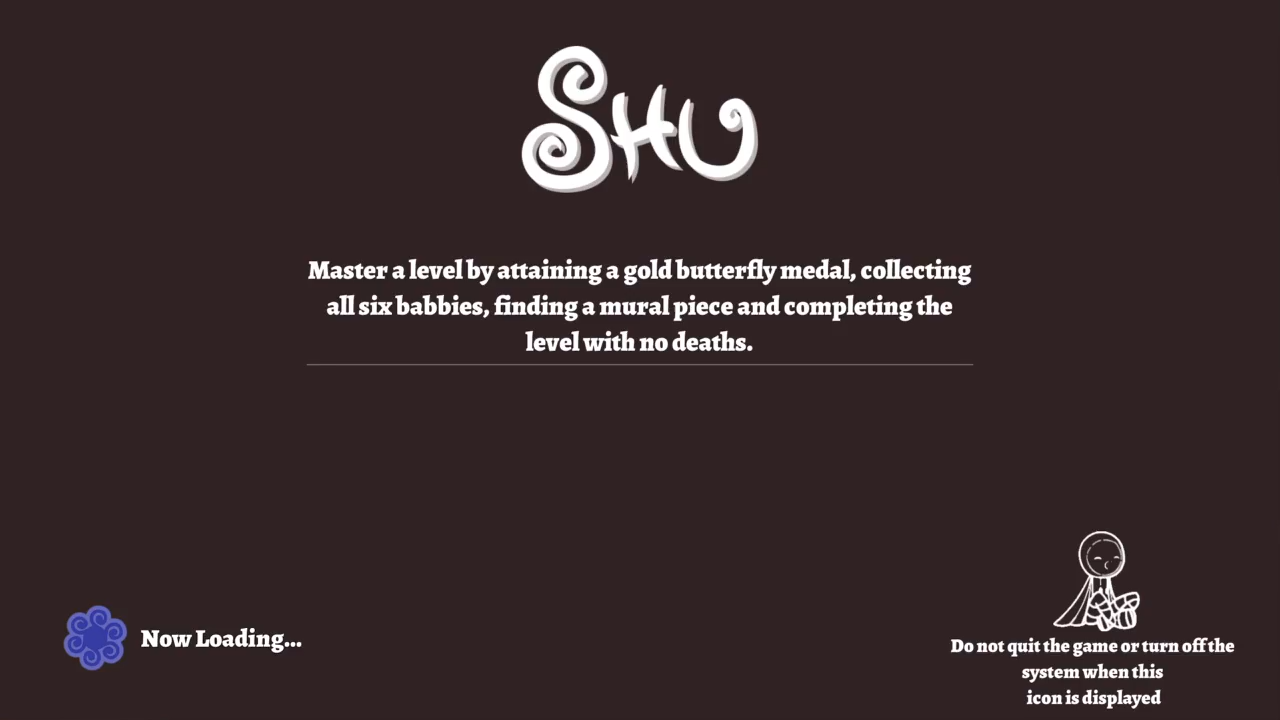 SHU
Master a level by attaining a gold butterfly medal, collecting
all six babbies, finding a mural piece and completing the
level with no deaths.
Now Loading...
Do not quit the game or turn off the
system when this
icon is displayed